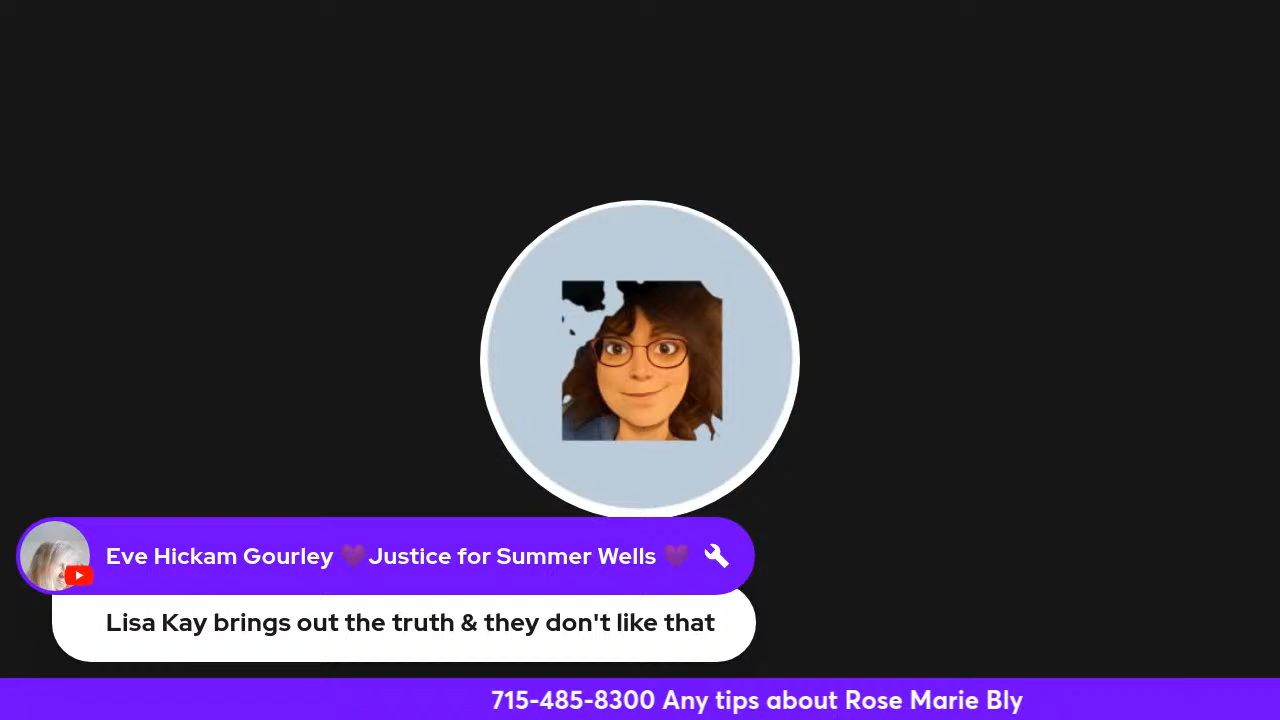 Eve Hickam Gourley 💜Justice for Summer Wells 💜
Lisa Kay brings out the truth & they don't like that
715-485-8300 Any tips about Rose Marie Bly